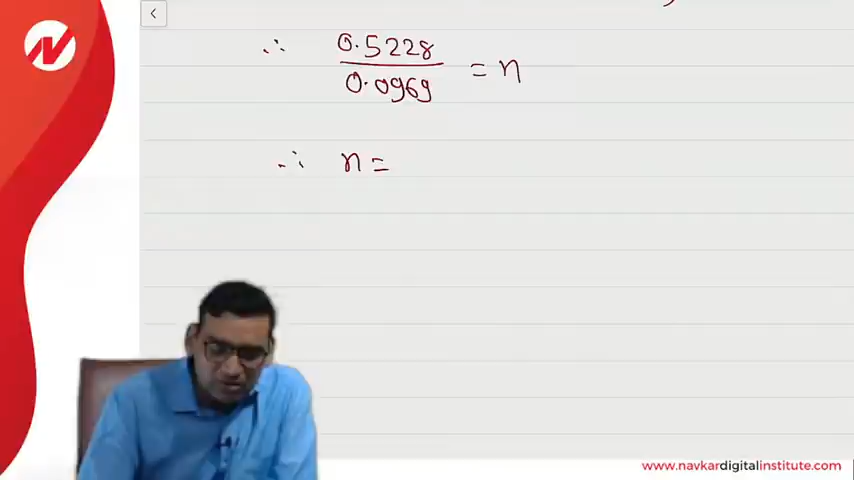 ∴ 0.5228 / 0.0969 = n
∴ n =
www.navkardigitalinstitute.com